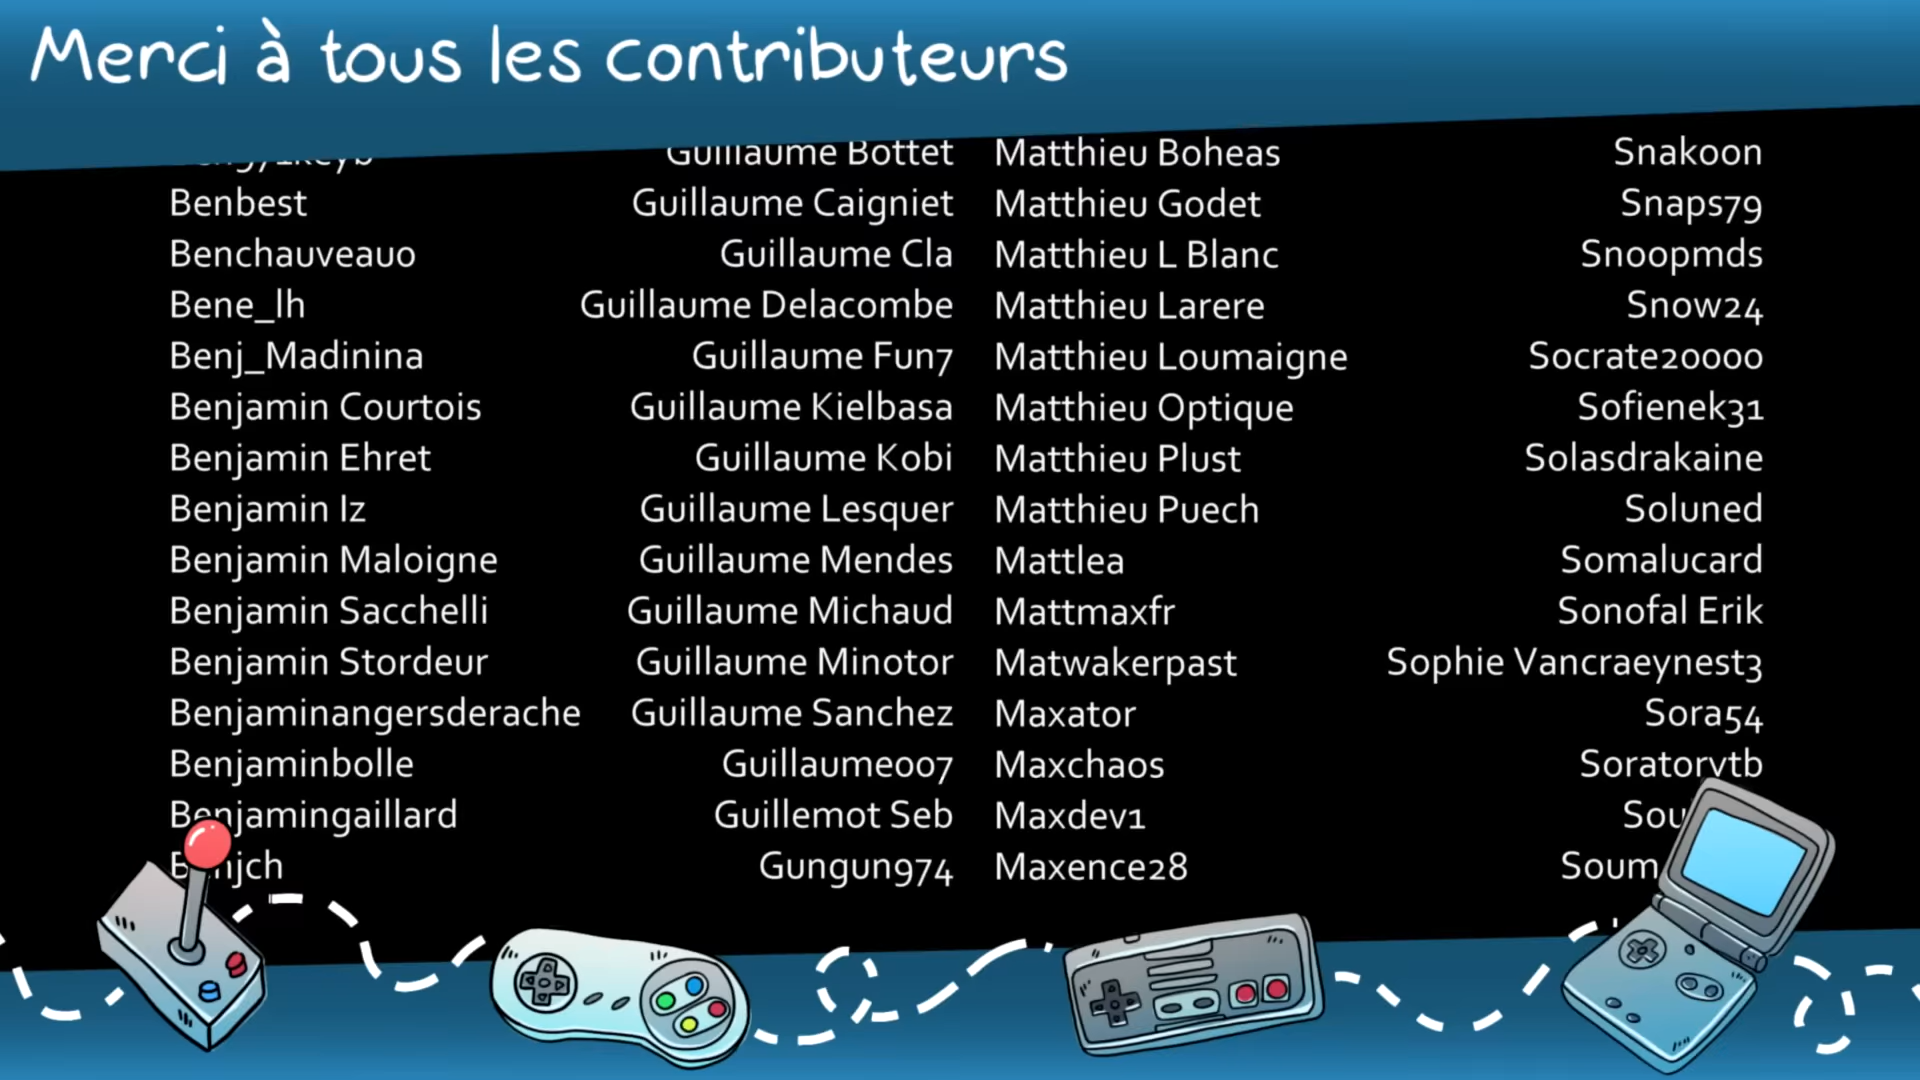 Merci à tous les contributeurs
Guillaume Bottet
Matthieu Boheas
Snakoon
Benbest
Guillaume Caigniet
Matthieu Godet
Snaps79
Benchauveau0
Guillaume Cla
Matthieu L Blanc
Snoopmds
Bene_lh
Guillaume Delacombe
Matthieu Larere
Snow24
Benj_Madinina
Guillaume Fun7
Matthieu Loumaigne
Socrate20000
Benjamin Courtois
Guillaume Kielbasa
Matthieu Optique
Sofienek31
Benjamin Ehret
Guillaume Kobi
Matthieu Plust
Solasdrakaine
Benjamin Iz
Guillaume Lesquer
Matthieu Puech
Soluned
Benjamin Maloigne
Guillaume Mendes
Mattlea
Somalucard
Benjamin Sacchelli
Guillaume Michaud
Mattmaxfr
Sonofal Erik
Benjamin Stordeur
Guillaume Minotor
Matwakerpast
Sophie Vancraeynest3
Benjaminangersderache
Guillaume Sanchez
Maxator
Sora54
Benjaminbolle
Guillaume007
Maxchaos
Soratorytb
Benjamingaillard
Guillemot Seb
Maxdev1
Benjch
Gungun974
Maxence28